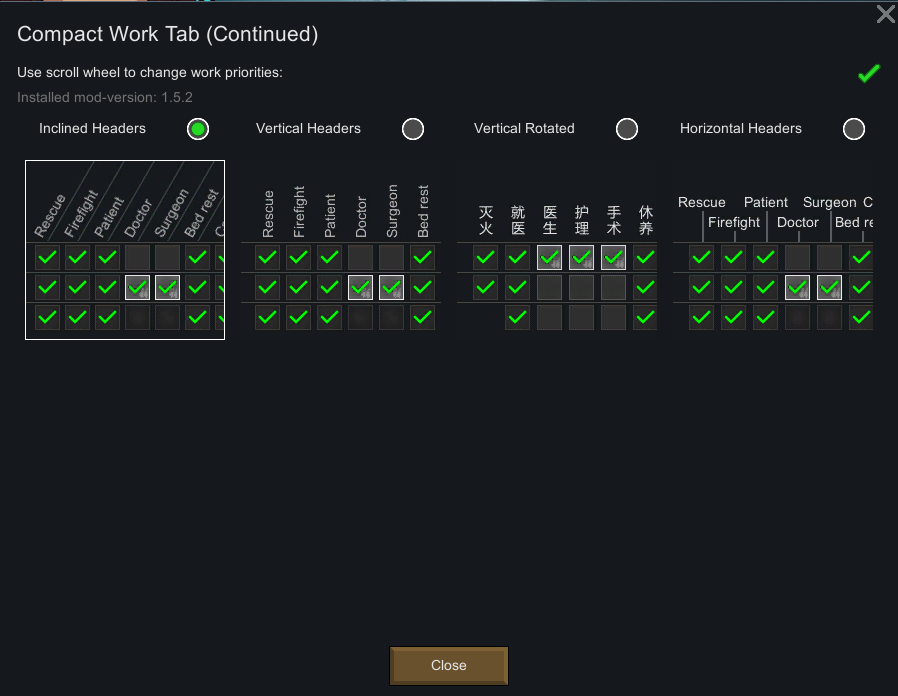 Compact Work Tab (Continued)
Use scroll wheel to change work priorities:
Installed mod-version: 1.5.2
Inclined Headers
Vertical Headers
Vertical Rotated
Horizontal Headers
Rescue
Firefight
Patient
Doctor
Surgeon
Bed rest
Rescue
Firefight
Patient
Doctor
Surgeon
Bed rest
灭火
就医
医生
护理
手术
休养
Rescue Patient Surgeon C
Firefight Doctor Bed re
Close